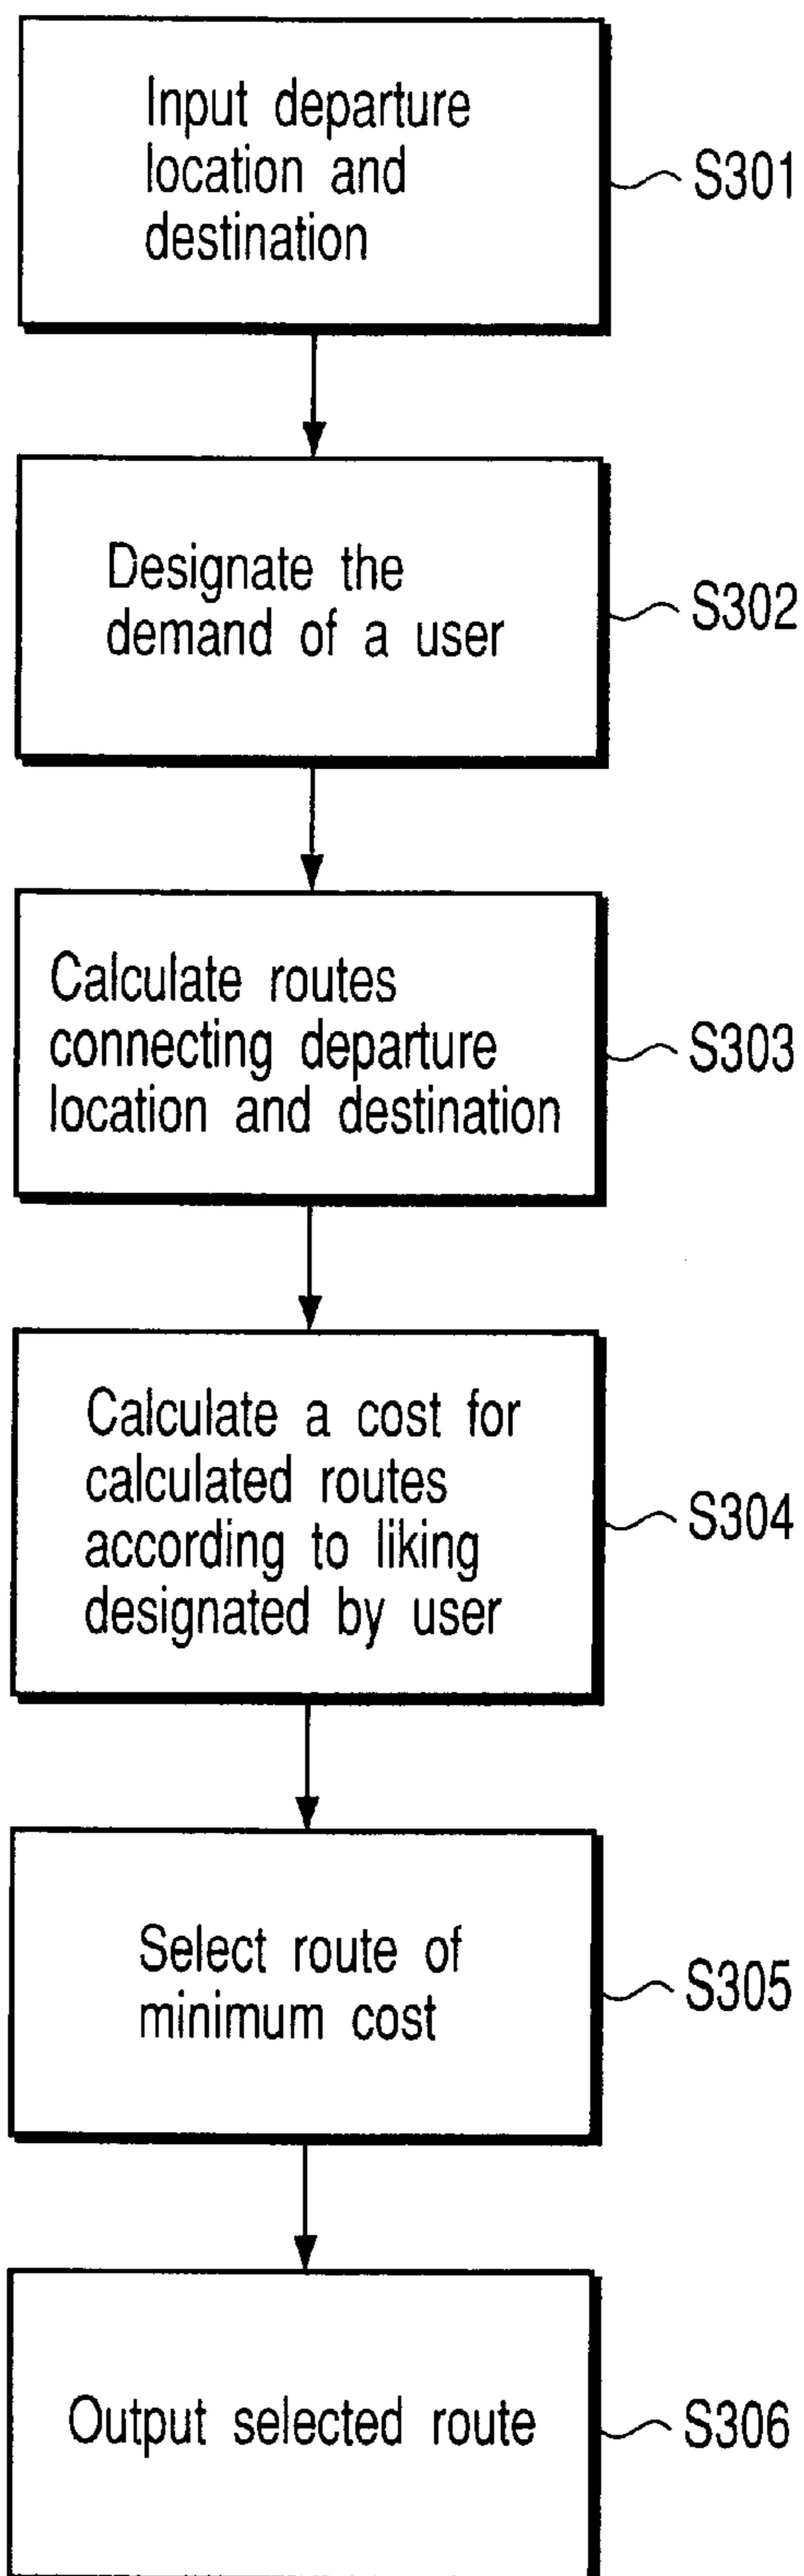 Input departure
location and
destination
S301
Designate the
demand of a user
S302
Calculate routes
connecting departure
location and destination
S303
Calculate a cost for
calculated routes
according to liking
designated by user
S304
Select route of
minimum cost
S305
Output selected route
S306